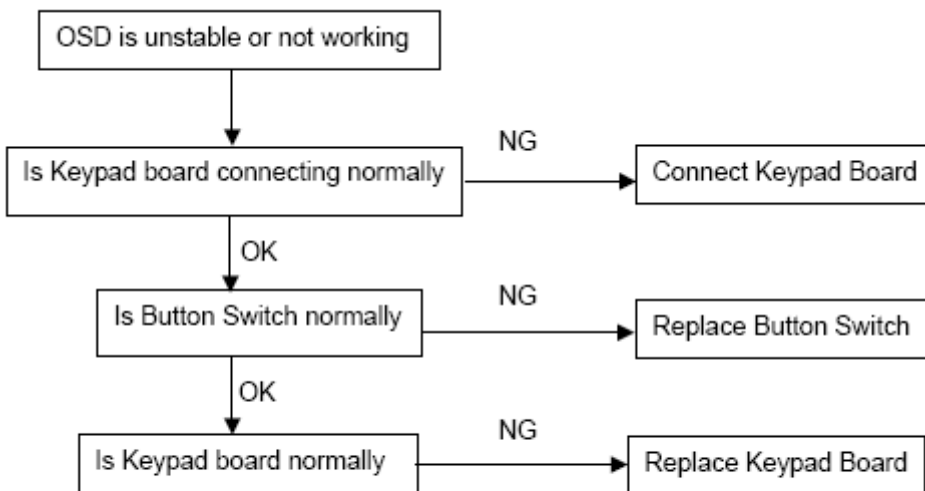 OSD is unstable or not working
Is Keypad board connecting normally
NG
Connect Keypad Board
OK
Is Button Switch normally
NG
Replace Button Switch
OK
Is Keypad board normally
NG
Replace Keypad Board